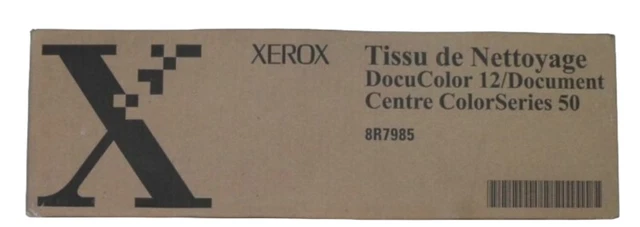 XEROX
Tissu de Nettoyage
DocuColor 12/Document
Centre ColorSeries 50
8R7985